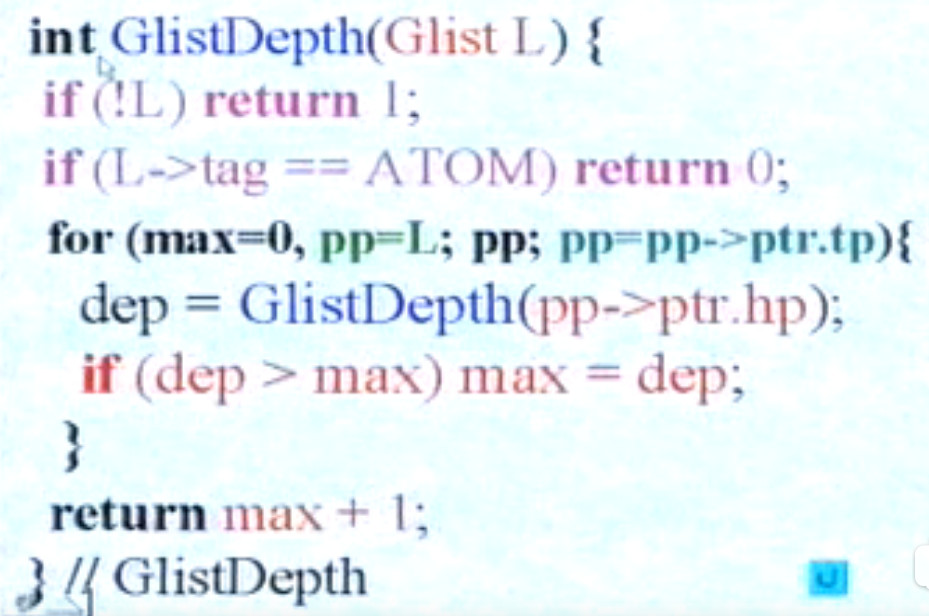 int GlistDepth(Glist L) {
if (!L) return 1;
if (L->tag == ATOM) return 0;
for (max=0, pp=L; pp; pp=pp->ptr.tp){
dep = GlistDepth(pp->ptr.hp);
if (dep > max) max = dep;
}
return max + 1;
} // GlistDepth